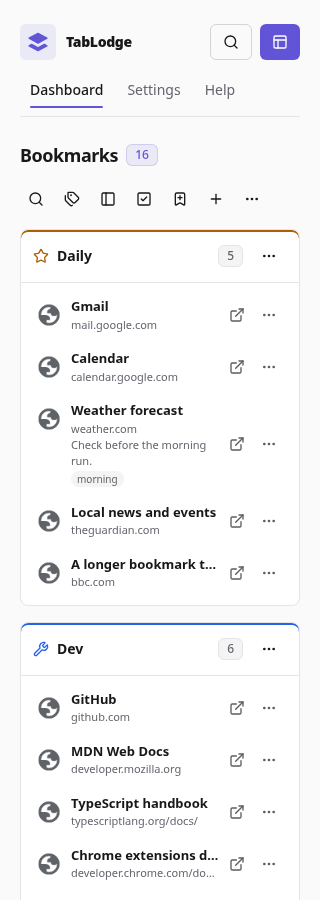 TabLodge
Dashboard
Settings
Help
Bookmarks
16
Daily
5
Gmail
mail.google.com
Calendar
calendar.google.com
Weather forecast
weather.com
Check before the morning
run.
morning
Local news and events
theguardian.com
A longer bookmark t...
bbc.com
Dev
6
GitHub
github.com
MDN Web Docs
developer.mozilla.org
TypeScript handbook
typescriptlang.org/docs/
Chrome extensions d...
developer.chrome.com/do...